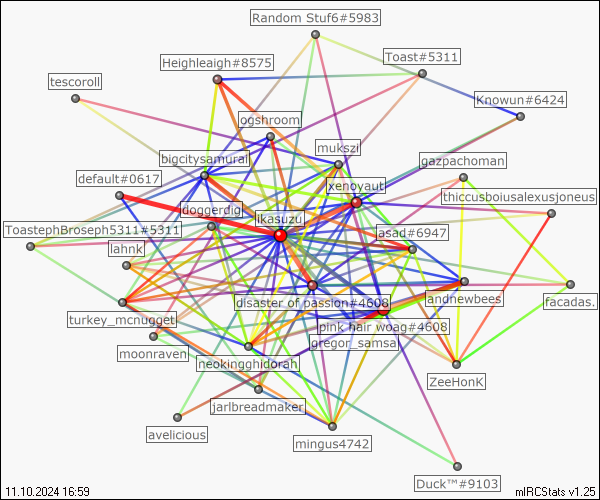 Random Stuf6#5983
Toast#5311
Heighleaigh#8575
tescoroll
Knowun#6424
ogshroom
mukszi
bigcitysamurai
gazpachoman
default#0617
xenoyaut
thiccusboiusalexusjoneus
doggerdig
ikasuzu
ToastephBroseph5311#5311
asad#6947
lahnk
disaster of passion#4608
landnewbees
facadas.
turkey_mcnugget
pink hair woag#4608
gregor_samsa
moonraven
neokingghidorah
ZeeHonK
jarlbreadmaker
avelicious
mingus4742
Duck™#9103
11.10.2024 16:59
mIRCStats v1.25